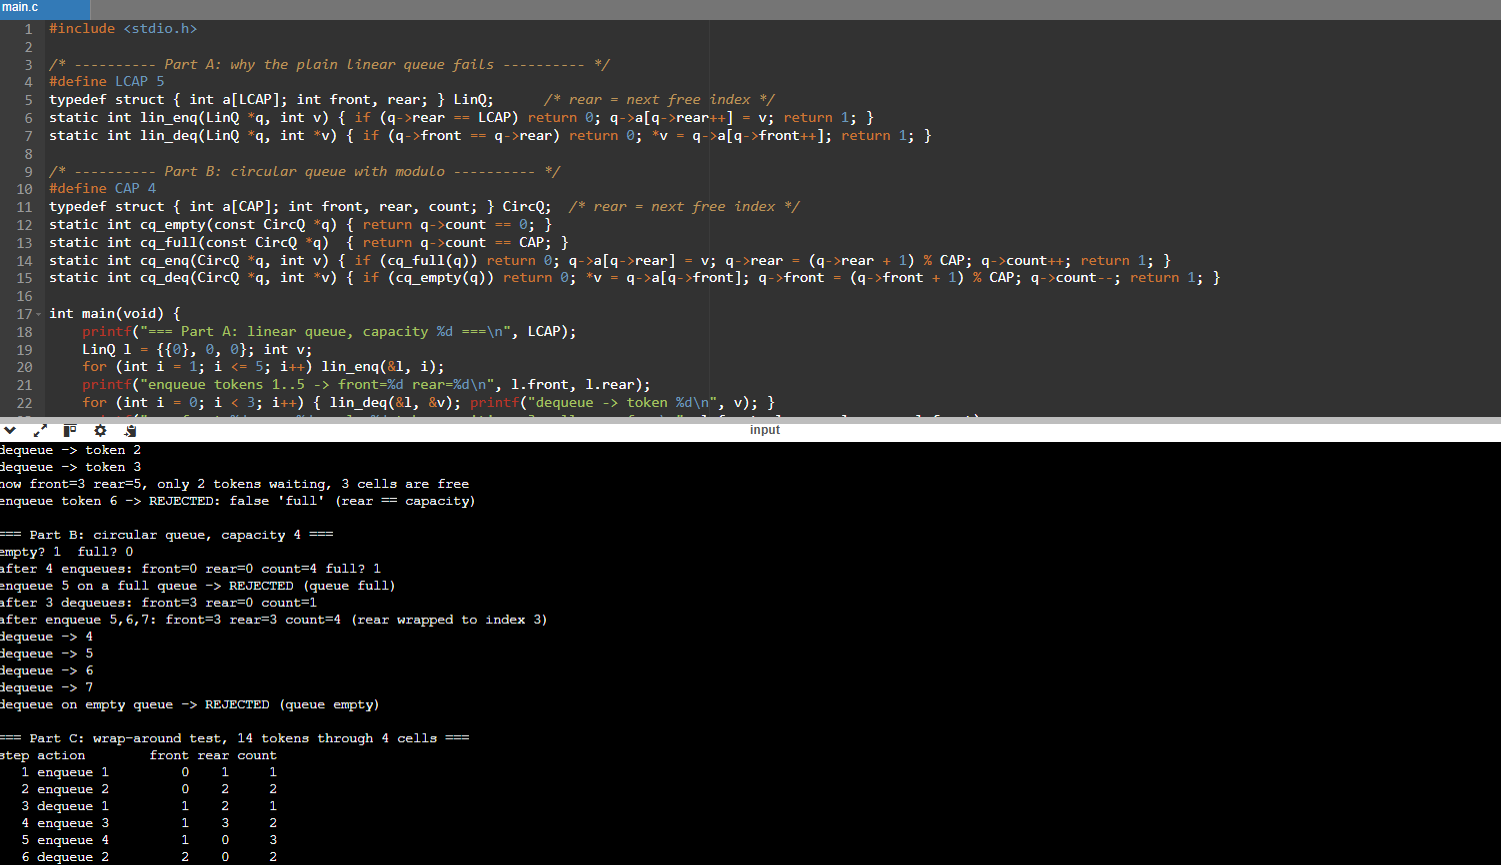 main.c
1 #include <stdio.h>
2
3 /* ---------- Part A: why the plain linear queue fails ---------- */
4 #define LCAP 5
5 typedef struct { int a[LCAP]; int front, rear; } LinQ;      /* rear = next free index */
6 static int lin_enq(LinQ *q, int v) { if (q->rear == LCAP) return 0; q->a[q->rear++] = v; return 1; }
7 static int lin_deq(LinQ *q, int *v) { if (q->front == q->rear) return 0; *v = q->a[q->front++]; return 1; }
8
9 /* ---------- Part B: circular queue with modulo ---------- */
10 #define CAP 4
11 typedef struct { int a[CAP]; int front, rear, count; } CircQ;  /* rear = next free index */
12 static int cq_empty(const CircQ *q) { return q->count == 0; }
13 static int cq_full(const CircQ *q)  { return q->count == CAP; }
14 static int cq_enq(CircQ *q, int v) { if (cq_full(q)) return 0; q->a[q->rear] = v; q->rear = (q->rear + 1) % CAP; q->count++; return 1; }
15 static int cq_deq(CircQ *q, int *v) { if (cq_empty(q)) return 0; *v = q->a[q->front]; q->front = (q->front + 1) % CAP; q->count--; return 1; }
16
17 int main(void) {
18     printf("=== Part A: linear queue, capacity %d ===\n", LCAP);
19     LinQ l = {{0}, 0, 0}; int v;
20     for (int i = 1; i <= 5; i++) lin_enq(&l, i);
21     printf("enqueue tokens 1..5 -> front=%d rear=%d\n", l.front, l.rear);
22     for (int i = 0; i < 3; i++) { lin_deq(&l, &v); printf("dequeue -> token %d\n", v); }
input
dequeue -> token 2
dequeue -> token 3
now front=3 rear=5, only 2 tokens waiting, 3 cells are free
enqueue token 6 -> REJECTED: false 'full' (rear == capacity)

=== Part B: circular queue, capacity 4 ===
empty? 1  full? 0
after 4 enqueues: front=0 rear=0 count=4 full? 1
enqueue 5 on a full queue -> REJECTED (queue full)
after 3 dequeues: front=3 rear=0 count=1
after enqueue 5,6,7: front=3 rear=3 count=4 (rear wrapped to index 3)
dequeue -> 4
dequeue -> 5
dequeue -> 6
dequeue -> 7
dequeue on empty queue -> REJECTED (queue empty)

=== Part C: wrap-around test, 14 tokens through 4 cells ===
step action        front rear count
1 enqueue 1         0    1     1
2 enqueue 2         0    2     2
3 dequeue 1         1    2     1
4 enqueue 3         1    3     2
5 enqueue 4         1    0     3
6 dequeue 2         2    0     2